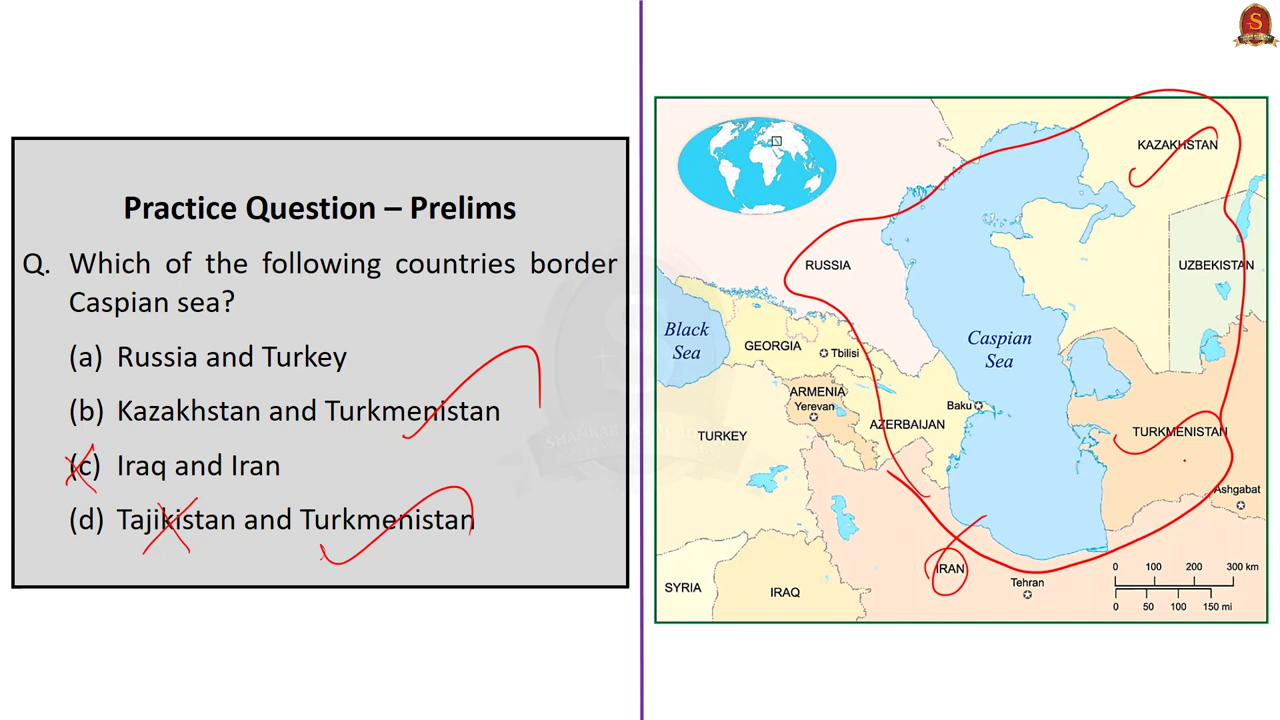 Practice Question – Prelims
Q. Which of the following countries border
Caspian sea?
(a) Russia and Turkey
(b) Kazakhstan and Turkmenistan
(c) Iraq and Iran
(d) Tajikistan and Turkmenistan
S
KAZAKHSTAN
UZBEKISTAN
RUSSIA
Black
Sea
Caspian
Sea
GEORGIA
Tbilisi
ARMENIA
Yerevan
Baku
AZERBAIJAN
TURKEY
TURKMENISTAN
Ashgabat
IRAN
Tehran
SYRIA
IRAQ
0 100 200 300 km
0 50 100 150 mi